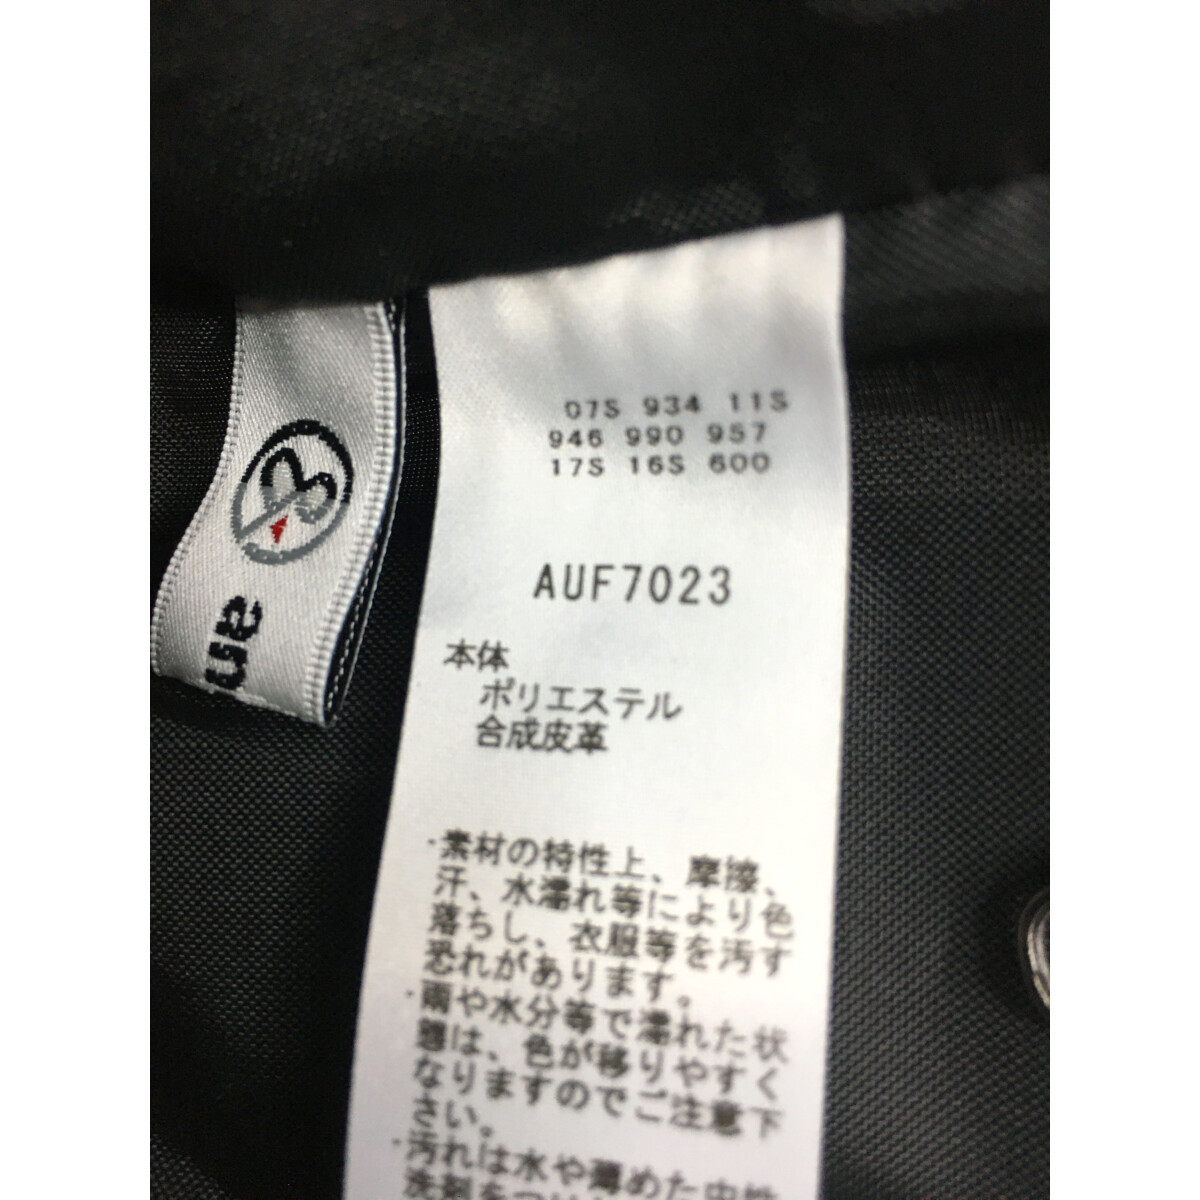 07S 934 11S
946 990 957
17S 16S 600
AUF7023
本体
ポリエステル
合成皮革
・素材の特性上、摩擦、
汗、水濡れ等により色
落ちし、衣服等を汚す
恐れがあります。
・雨や水分等で濡れた状
態は、色が移りやすく
なりますのでご注意下
さい。
・汚れは水や薄めた中性
洗剤をつけ